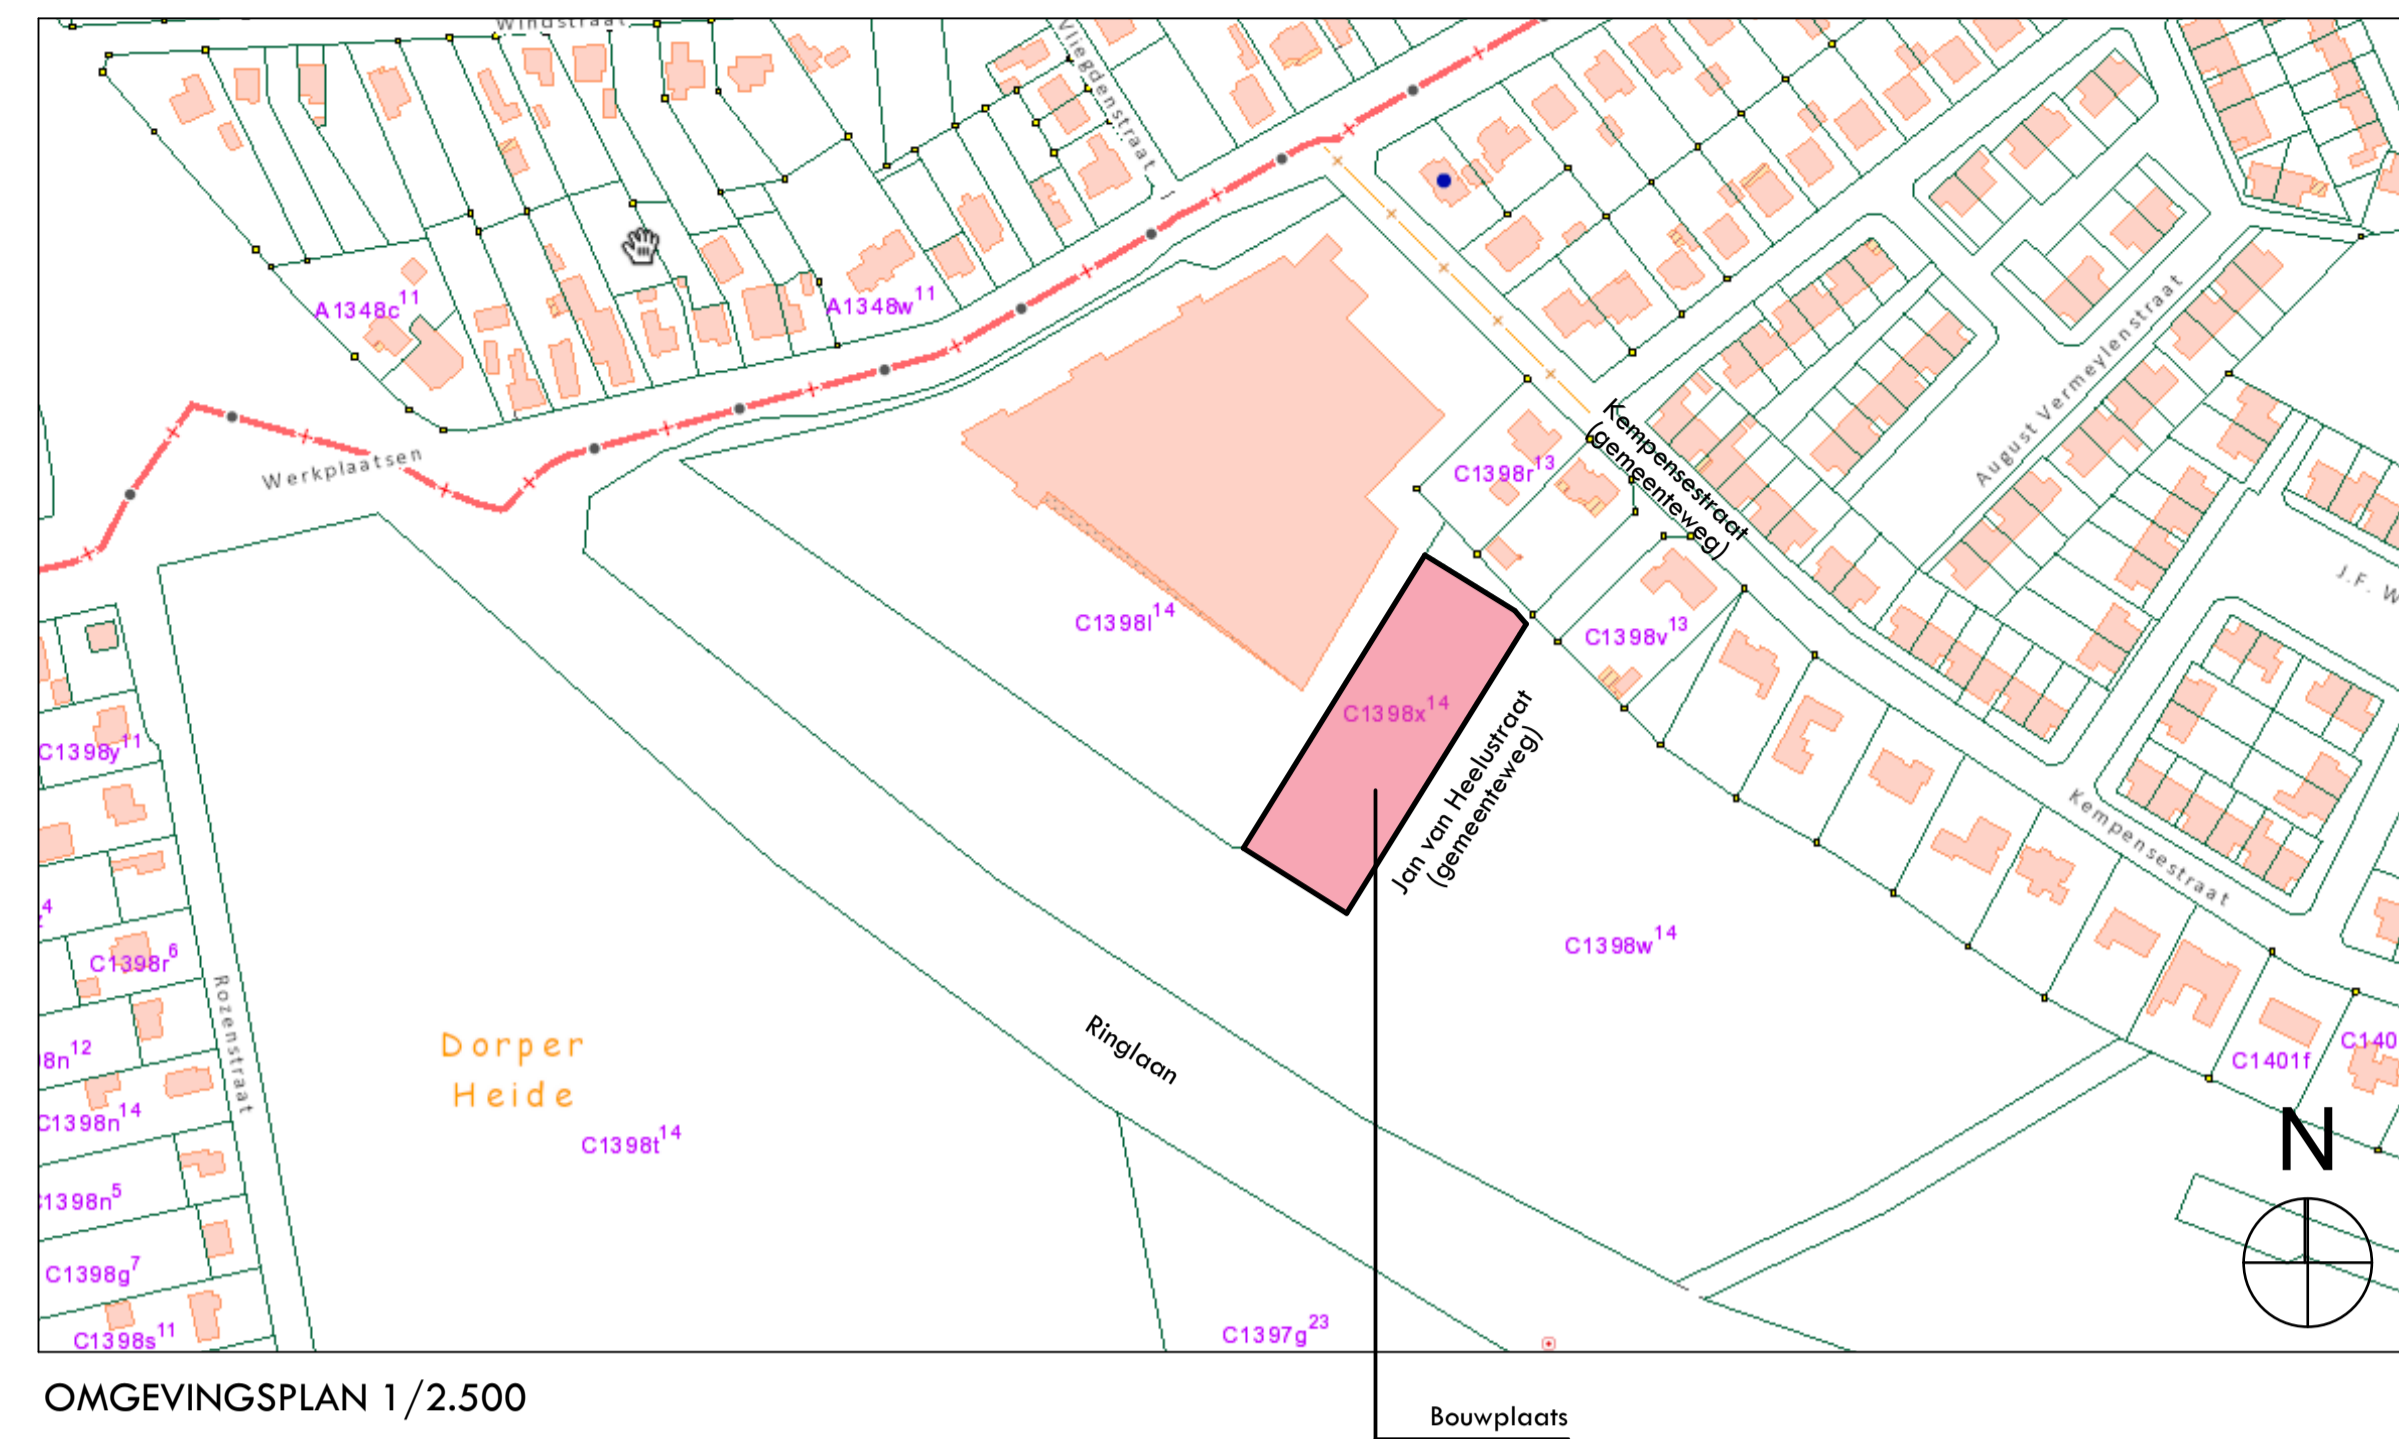 Windstraat
Vliegdenstraat
A1348c¹¹
A1348w¹¹
Werkplaatsen
August Vermeylenstraat
Kempensestraat
(gemeenteweg)
C1398r¹³
J.F. W
C1398l¹⁴
C1398v¹³
C1398x¹⁴
Jan van Heelustraat
(gemeenteweg)
C1398y¹¹
Kempensestraat
C1398w¹⁴
C1398r⁶
Rozenstraat
Ringlaan
Dorper
Heide
8n¹²
C1398n¹⁴
C1398t¹⁴
C1401f
C140
N
1398n⁵
C1398g⁷
C1398s¹¹
C1397g²³
OMGEVINGSPLAN 1/2.500
Bouwplaats